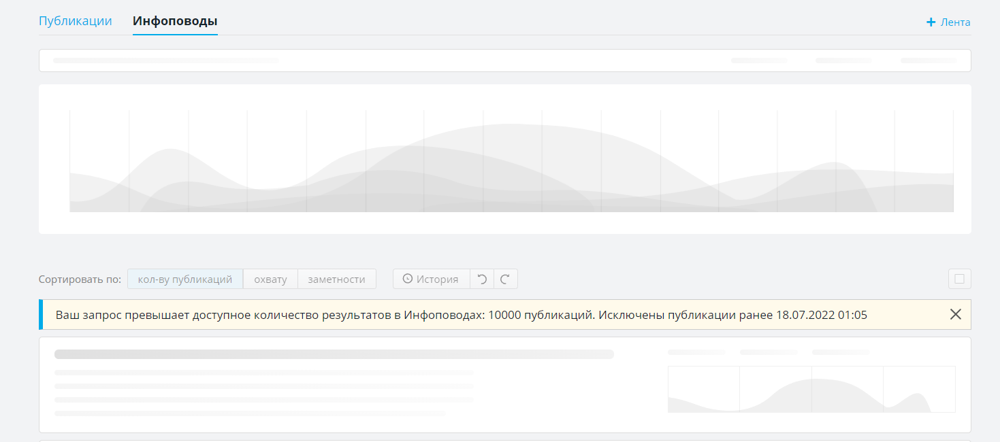 Публикации Инфоповоды + Лента
Сортировать по: кол-ву публикаций охвату заметности История
Ваш запрос превышает доступное количество результатов в Инфоповодах: 10000 публикаций. Исключены публикации ранее 18.07.2022 01:05